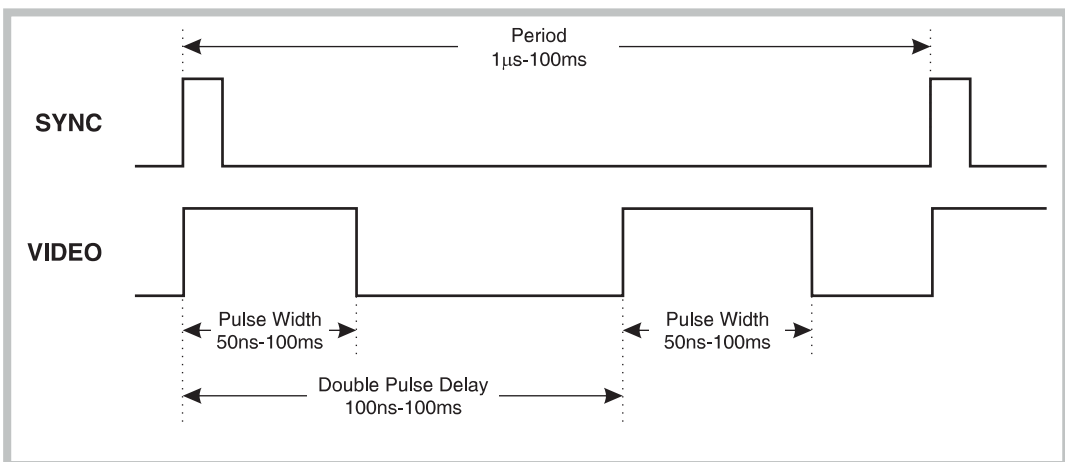 Period
1μs-100ms
SYNC
VIDEO
Pulse Width
50ns-100ms
Pulse Width
50ns-100ms
Double Pulse Delay
100ns-100ms